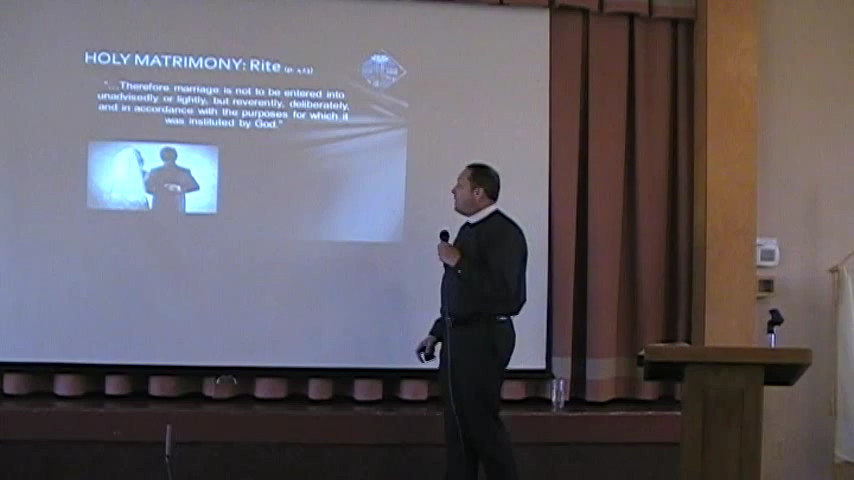 HOLY MATRIMONY: Rite
"...Therefore marriage is not to be entered into
unadvisedly or lightly, but reverently, deliberately,
and in accordance with the purposes for which it
was instituted by God."